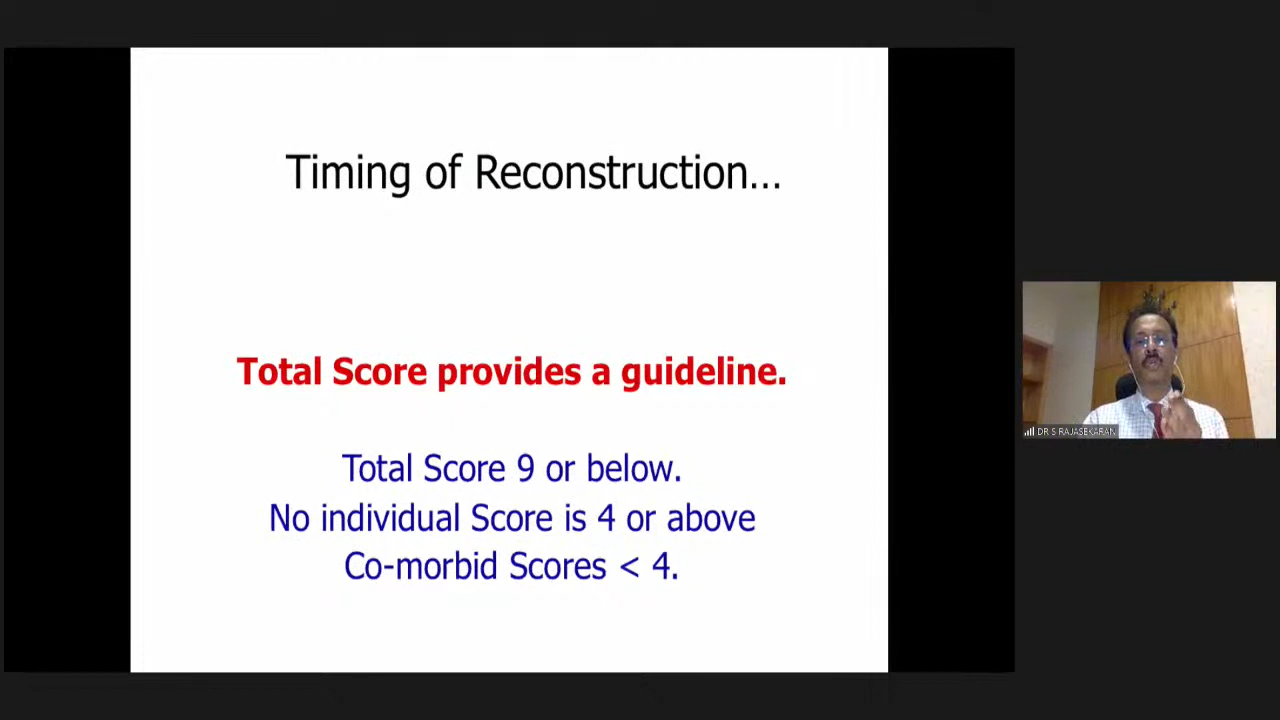 Timing of Reconstruction...
Total Score provides a guideline.
Total Score 9 or below.
No individual Score is 4 or above
Co-morbid Scores < 4.
DR S RAJASEKARAN